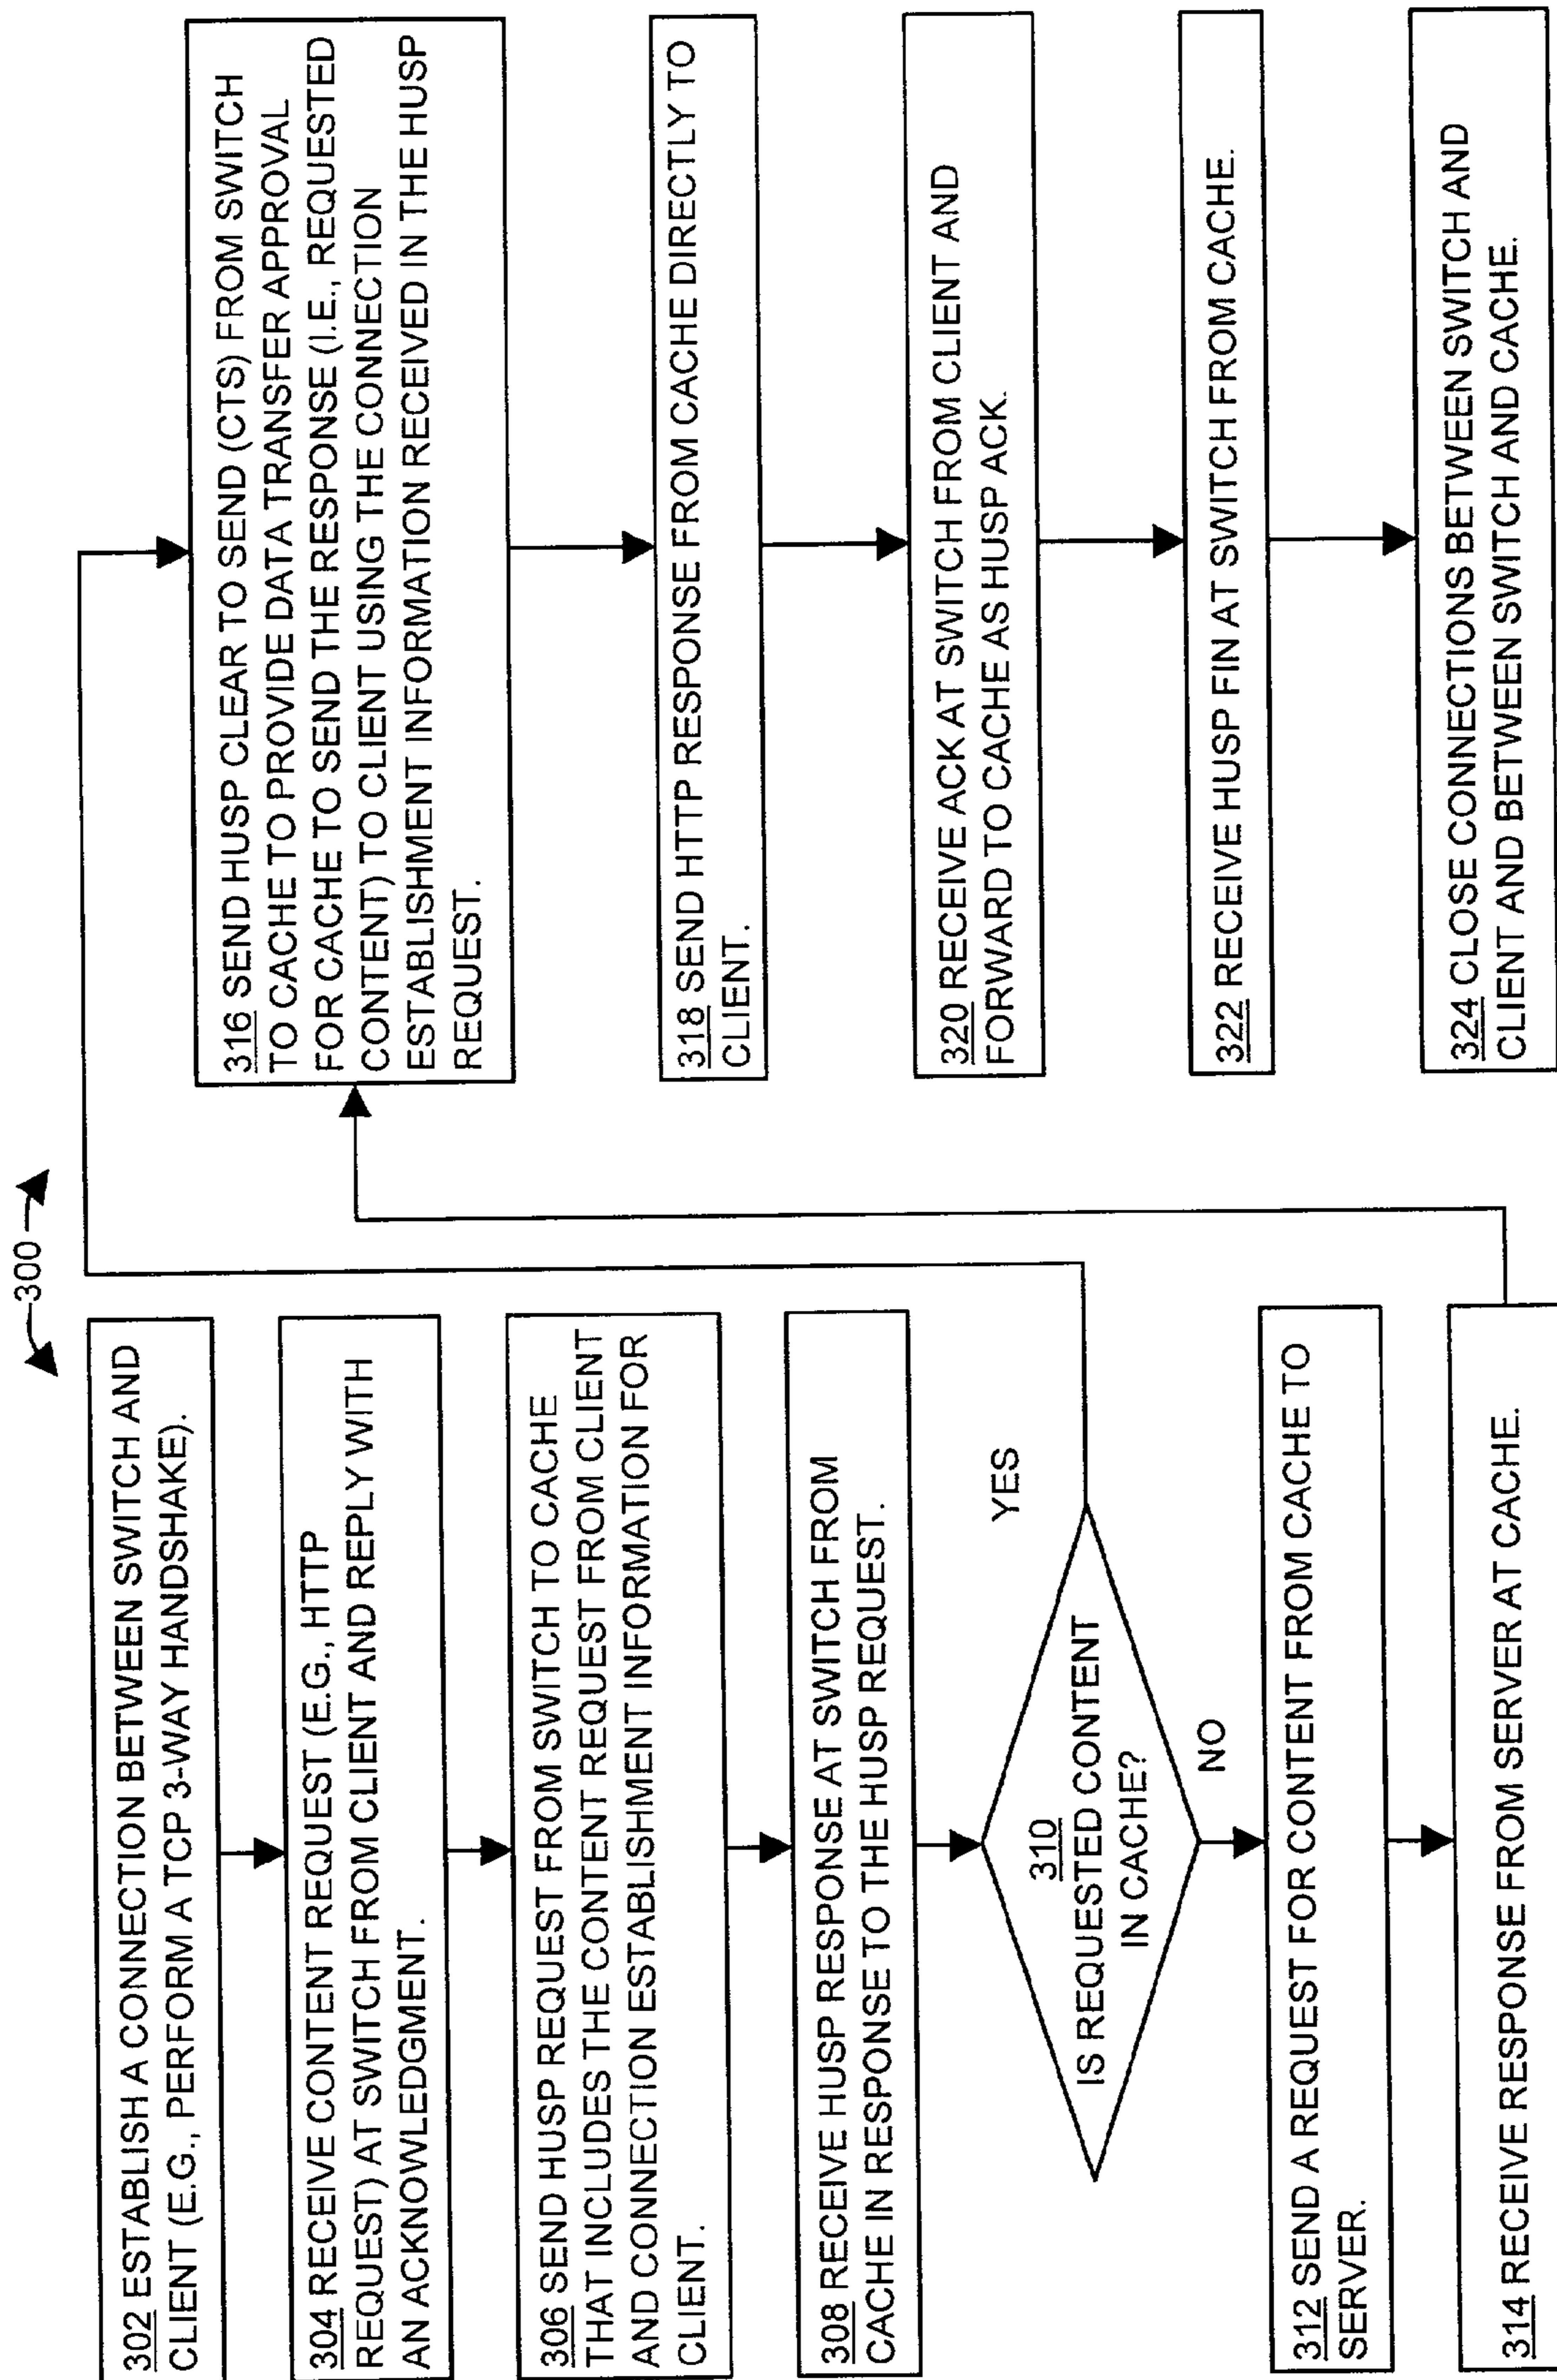 300
302 ESTABLISH A CONNECTION BETWEEN SWITCH AND
CLIENT (E.G., PERFORM A TCP 3-WAY HANDSHAKE).
304 RECEIVE CONTENT REQUEST (E.G., HTTP
REQUEST) AT SWITCH FROM CLIENT AND REPLY WITH
AN ACKNOWLEDGMENT.
306 SEND HUSP REQUEST FROM SWITCH TO CACHE
THAT INCLUDES THE CONTENT REQUEST FROM CLIENT
AND CONNECTION ESTABLISHMENT INFORMATION FOR
CLIENT.
308 RECEIVE HUSP RESPONSE AT SWITCH FROM
CACHE IN RESPONSE TO THE HUSP REQUEST.
310
IS REQUESTED CONTENT
IN CACHE?
YES
NO
312 SEND A REQUEST FOR CONTENT FROM CACHE TO
SERVER.
314 RECEIVE RESPONSE FROM SERVER AT CACHE.
316 SEND HUSP CLEAR TO SEND (CTS) FROM SWITCH
TO CACHE TO PROVIDE DATA TRANSFER APPROVAL
FOR CACHE TO SEND THE RESPONSE (I.E., REQUESTED
CONTENT) TO CLIENT USING THE CONNECTION
ESTABLISHMENT INFORMATION RECEIVED IN THE HUSP
REQUEST.
318 SEND HTTP RESPONSE FROM CACHE DIRECTLY TO
CLIENT.
320 RECEIVE ACK AT SWITCH FROM CLIENT AND
FORWARD TO CACHE AS HUSP ACK.
322 RECEIVE HUSP FIN AT SWITCH FROM CACHE.
324 CLOSE CONNECTIONS BETWEEN SWITCH AND
CLIENT AND BETWEEN SWITCH AND CACHE.